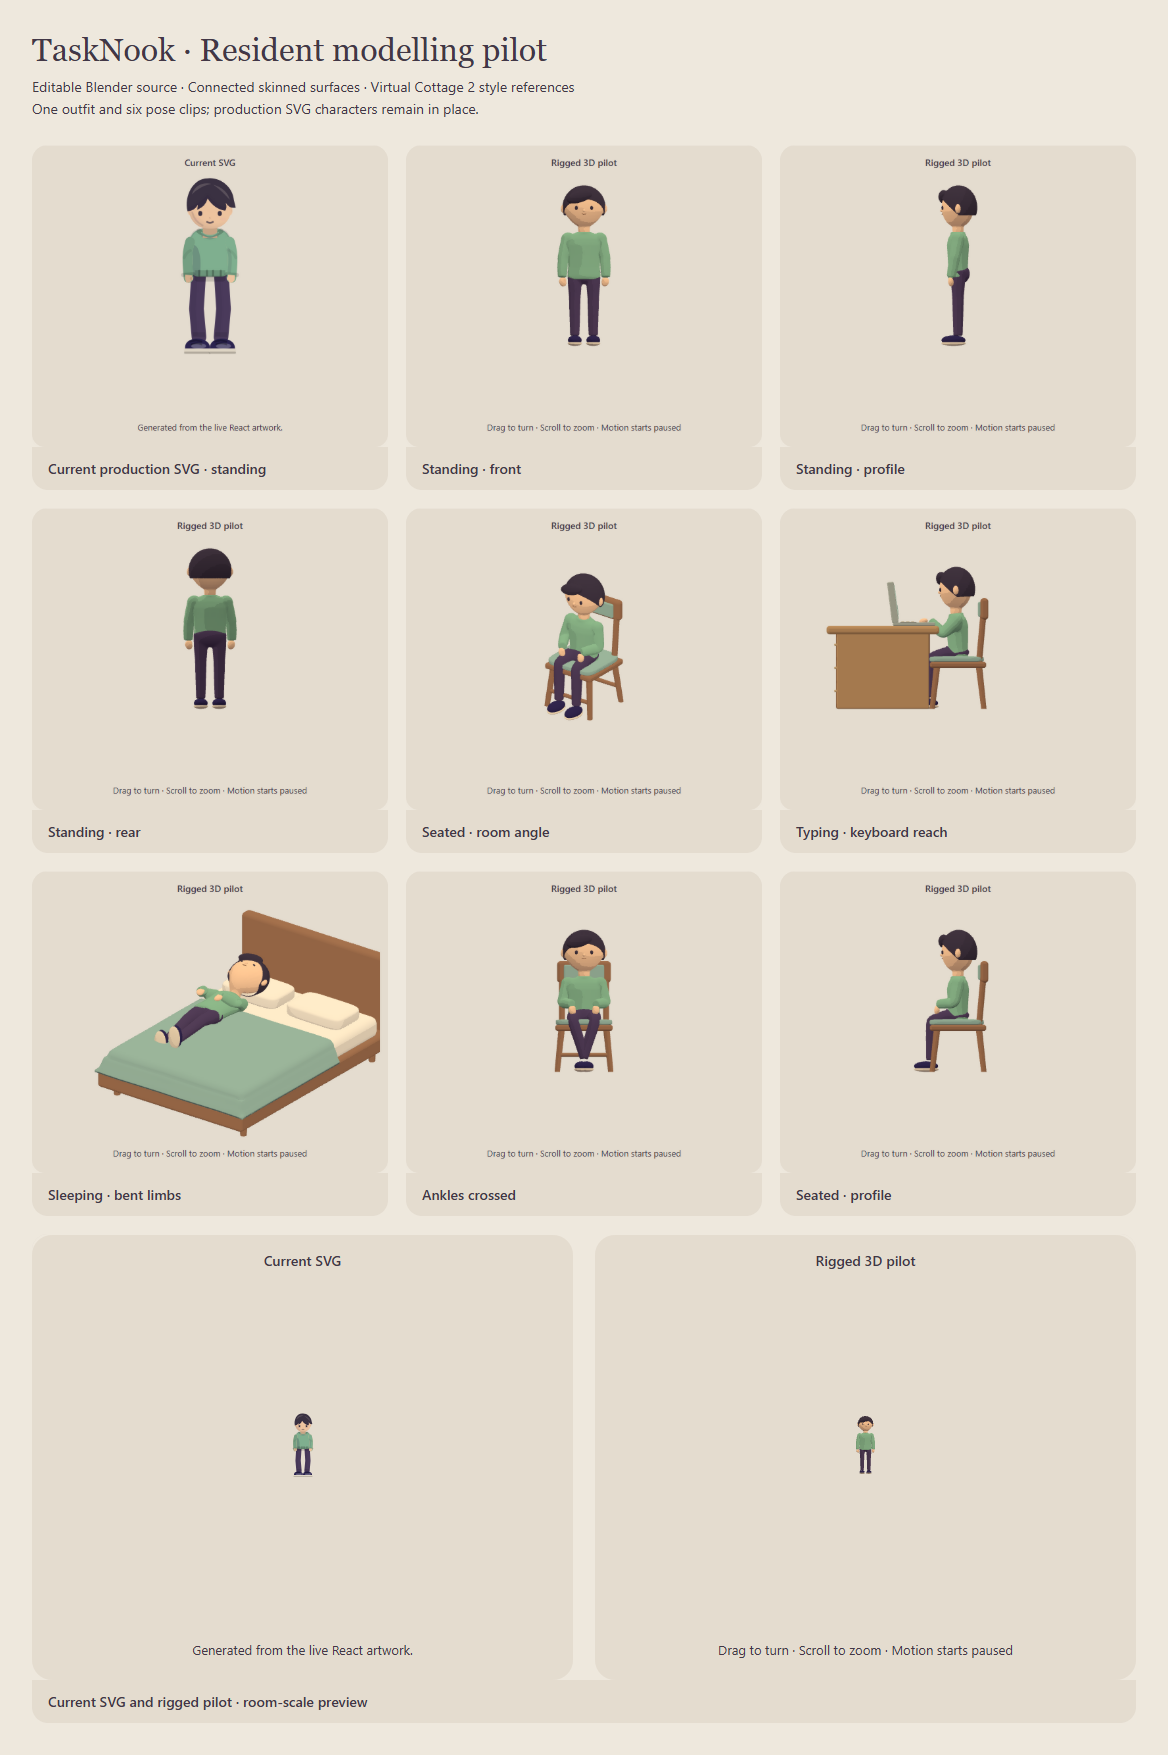 TaskNook · Resident modelling pilot
Editable Blender source · Connected skinned surfaces · Virtual Cottage 2 style references
One outfit and six pose clips; production SVG characters remain in place.
Current SVG
Generated from the live React artwork.
Current production SVG · standing
Rigged 3D pilot
Drag to turn · Scroll to zoom · Motion starts paused
Standing · front
Rigged 3D pilot
Drag to turn · Scroll to zoom · Motion starts paused
Standing · profile
Rigged 3D pilot
Drag to turn · Scroll to zoom · Motion starts paused
Standing · rear
Rigged 3D pilot
Drag to turn · Scroll to zoom · Motion starts paused
Seated · room angle
Rigged 3D pilot
Drag to turn · Scroll to zoom · Motion starts paused
Typing · keyboard reach
Rigged 3D pilot
Drag to turn · Scroll to zoom · Motion starts paused
Sleeping · bent limbs
Rigged 3D pilot
Drag to turn · Scroll to zoom · Motion starts paused
Ankles crossed
Rigged 3D pilot
Drag to turn · Scroll to zoom · Motion starts paused
Seated · profile
Current SVG
Generated from the live React artwork.
Rigged 3D pilot
Drag to turn · Scroll to zoom · Motion starts paused
Current SVG and rigged pilot · room-scale preview